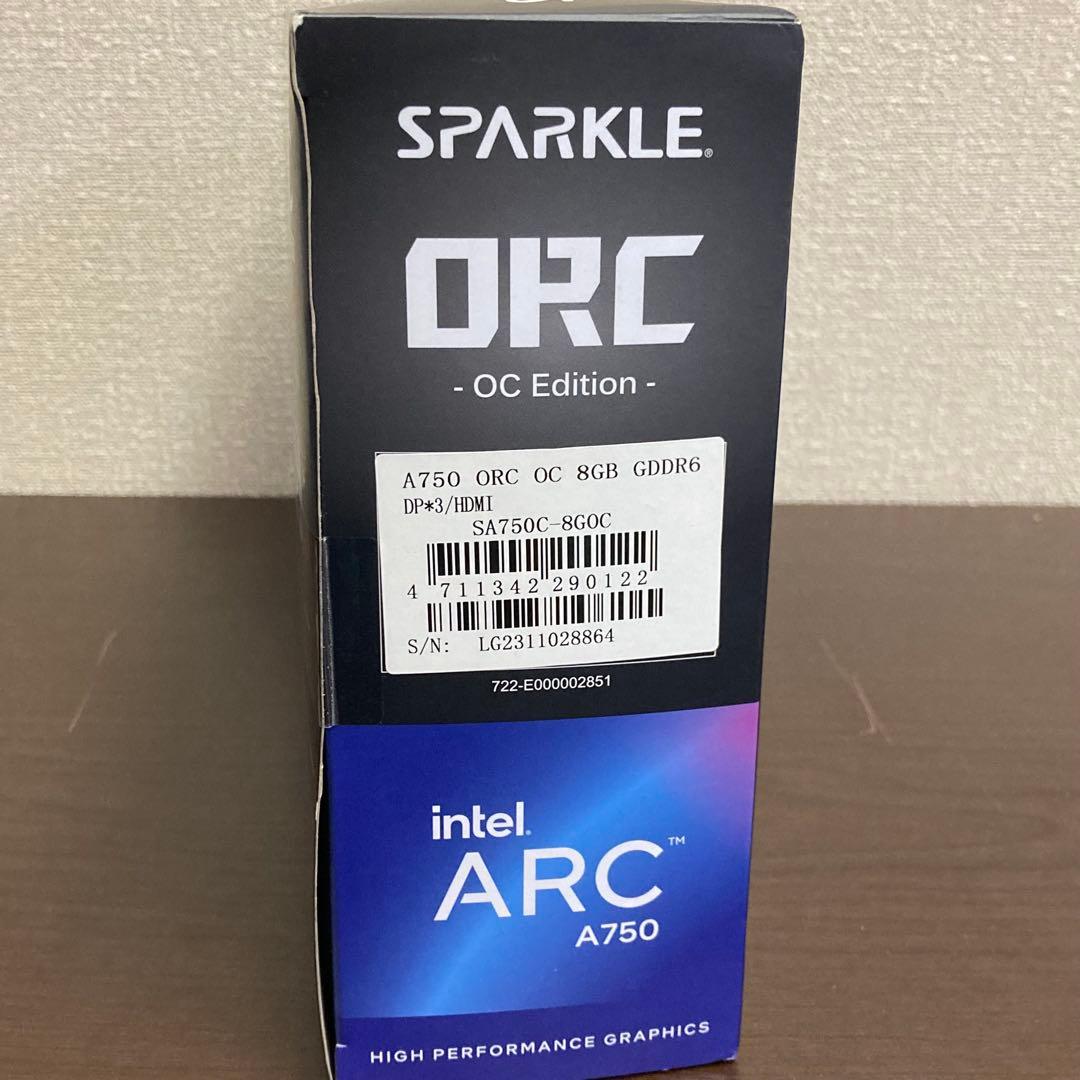 SPARKLE®
ORC
- OC Edition -
A750 ORC OC 8GB GDDR6
DP*3/HDMI
SA750C-8GOC
4 711342 290122
S/N: LG2311028864
722-E000002851
intel.
ARC™
A750
HIGH PERFORMANCE GRAPHICS